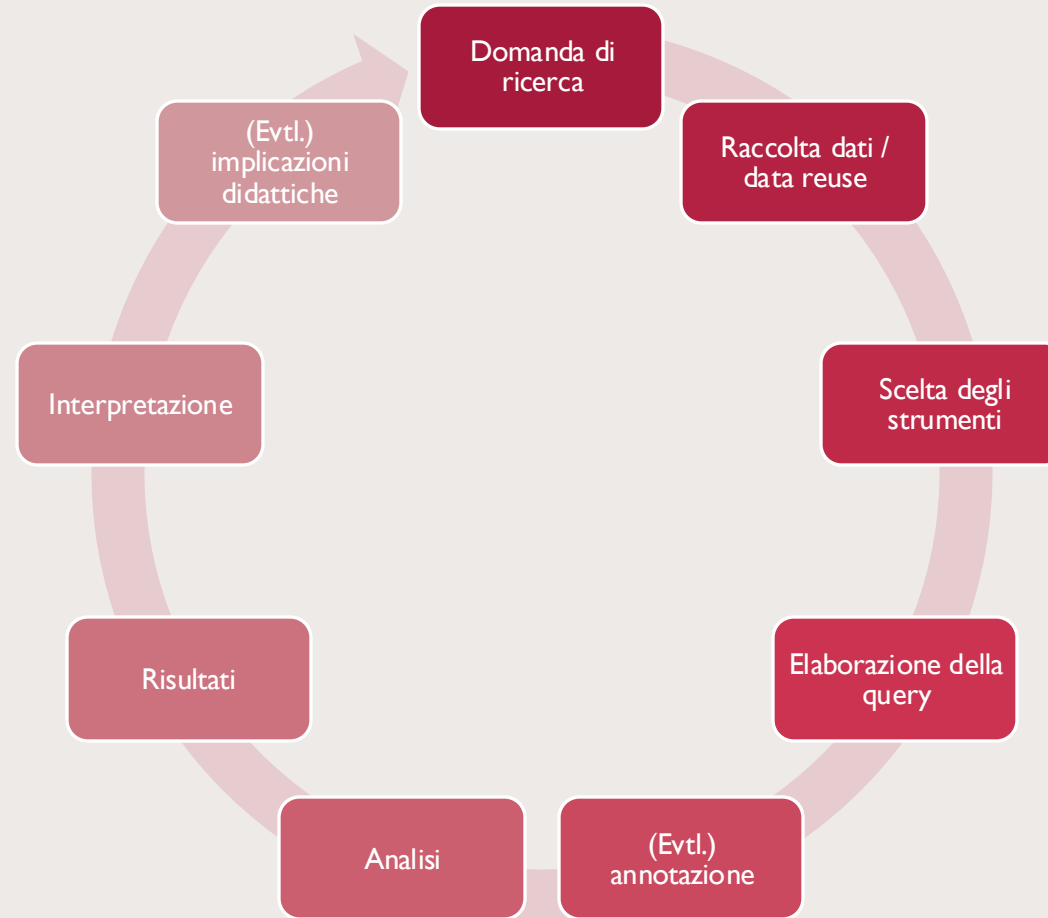 Domanda di
ricerca
Raccolta dati /
data reuse
Scelta degli
strumenti
Elaborazione della
query
(Evtl.)
annotazione
Analisi
Risultati
Interpretazione
(Evtl.)
implicazioni
didattiche